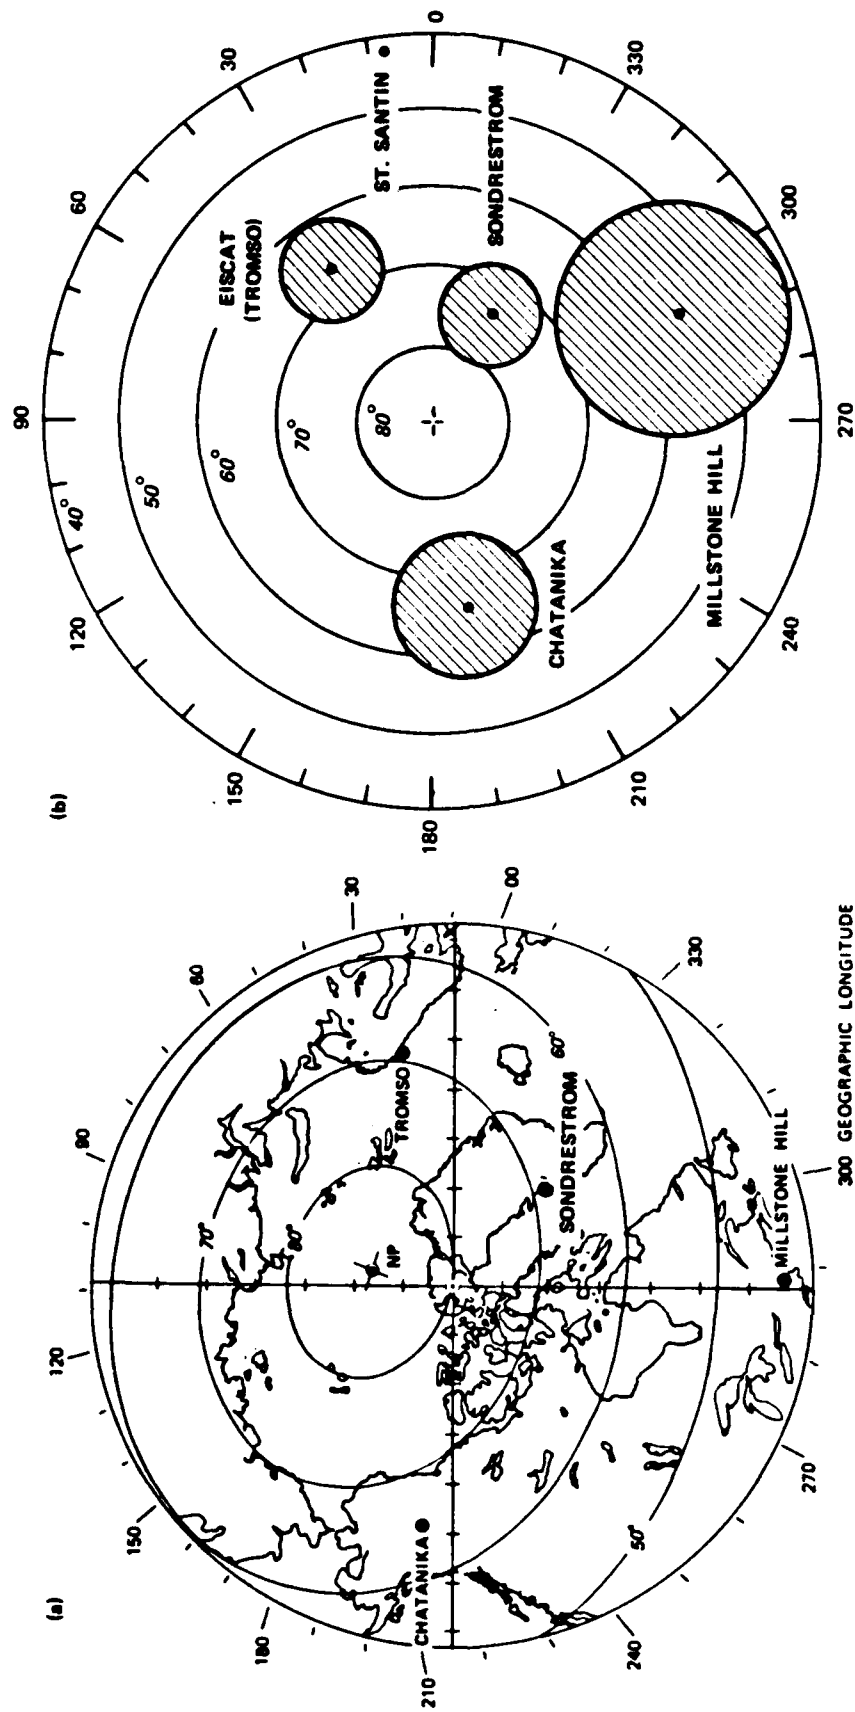 (a)
180
150
120
90
60
30
00
330
300 GEOGRAPHIC LONGITUDE
270
240
210
70°
80°
NP
TROMSO
CHATANIKA
60°
SONDRESTROM
50°
MILLSTONE HILL
(b)
180
150
120
90
60
30
0
330
300
270
240
210
40°
50°
60°
70°
80°
EISCAT
(TROMSO)
ST. SANTIN
SONDRESTROM
CHATANIKA
MILLSTONE HILL